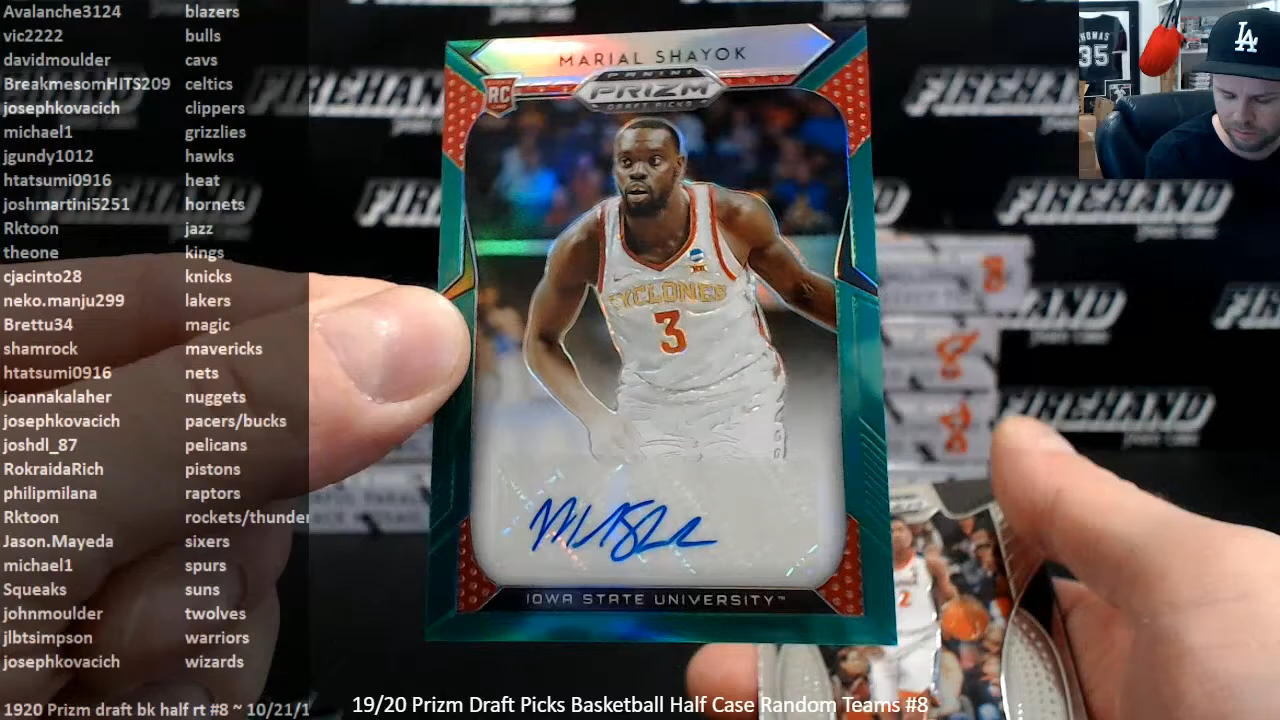 Avalanche3124 blazers
vic2222 bulls
davidmoulder cavs
BreakmesomHITS209 celtics
josephkovacich clippers
michael1 grizzlies
jgundy1012 hawks
htatsumi0916 heat
joshmartini5251 hornets
Rktoon jazz
theone kings
cjacinto28 knicks
neko.manju299 lakers
Brettu34 magic
shamrock mavericks
htatsumi0916 nets
joannakalaher nuggets
josephkovacich pacers/bucks
joshdl_87 pelicans
RokraidaRich pistons
philipmilana raptors
Rktoon rockets/thunder
Jason.Mayeda sixers
michael1 spurs
Squeaks suns
johnmoulder twolves
jlbtsimpson warriors
josephkovacich wizards
1920 Prizm draft bk half rt #8 ~ 10/21/1
MARIAL SHAYOK
RC
PANINI
PRIZM
DRAFT PICKS
CYCLONES
3
IOWA STATE UNIVERSITY™
19/20 Prizm Draft Picks Basketball Half Case Random Teams #8
FIREHAND
FIREHAND
FIREHAND
FIREHAND
LA
35
2